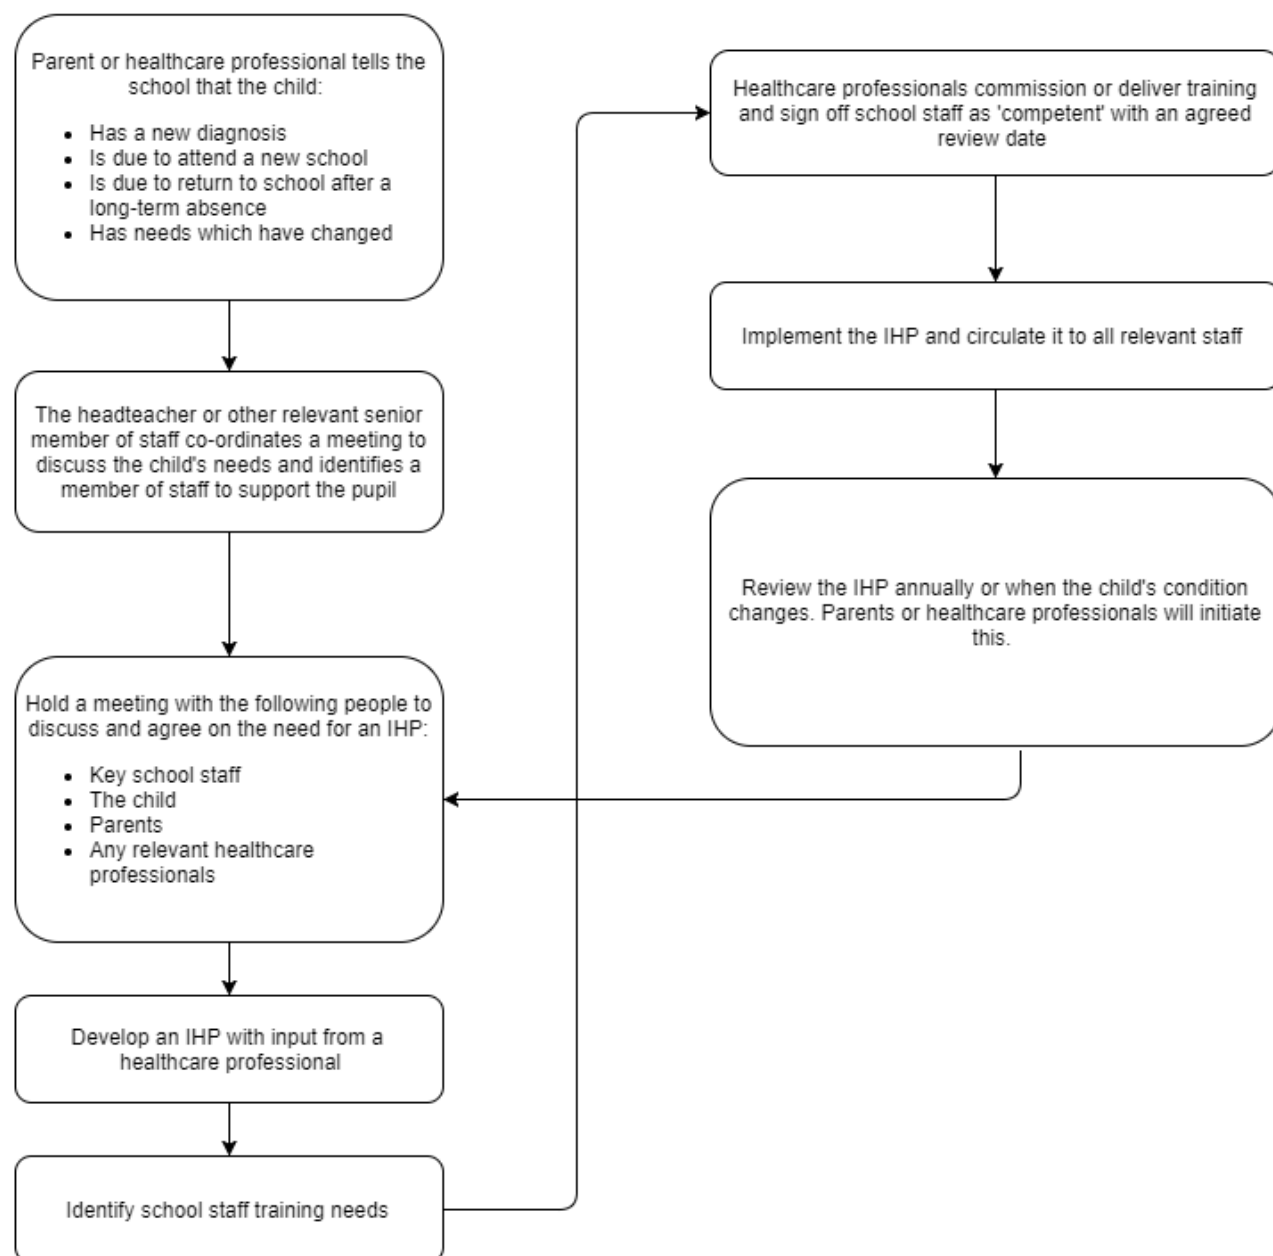 Parent or healthcare professional tells the
school that the child:
• Has a new diagnosis
• Is due to attend a new school
• Is due to return to school after a
long-term absence
• Has needs which have changed
The headteacher or other relevant senior
member of staff co-ordinates a meeting to
discuss the child's needs and identifies a
member of staff to support the pupil
Hold a meeting with the following people to
discuss and agree on the need for an IHP:
• Key school staff
• The child
• Parents
• Any relevant healthcare
professionals
Develop an IHP with input from a
healthcare professional
Identify school staff training needs
Healthcare professionals commission or deliver training
and sign off school staff as 'competent' with an agreed
review date
Implement the IHP and circulate it to all relevant staff
Review the IHP annually or when the child's condition
changes. Parents or healthcare professionals will initiate
this.